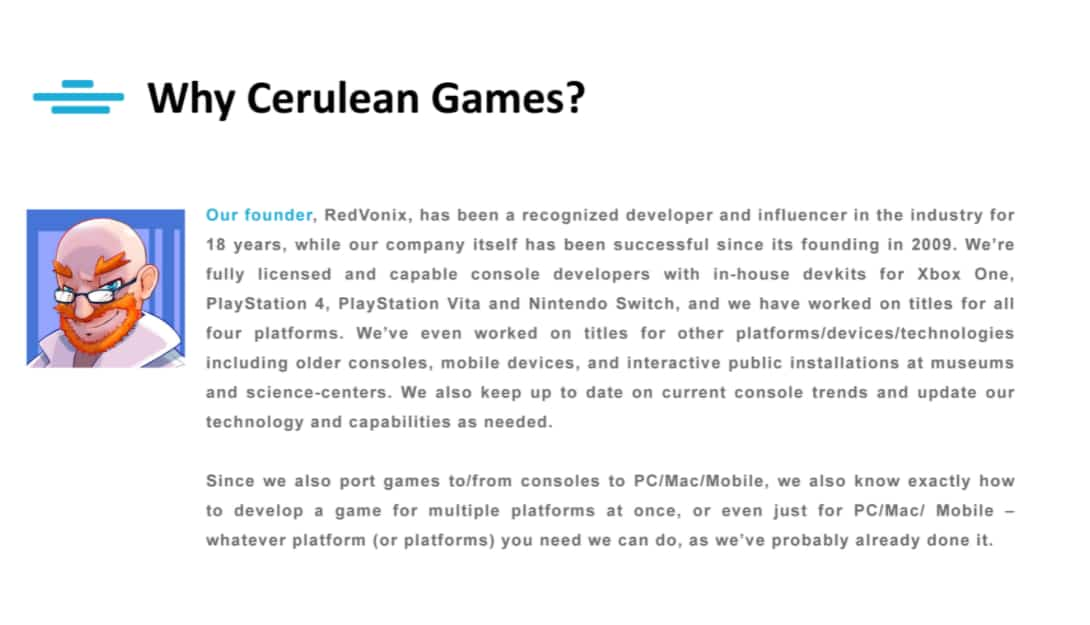 Why Cerulean Games?
Our founder, RedVonix, has been a recognized developer and influencer in the industry for
18 years, while our company itself has been successful since its founding in 2009. We’re
fully licensed and capable console developers with in-house devkits for Xbox One,
PlayStation 4, PlayStation Vita and Nintendo Switch, and we have worked on titles for all
four platforms. We’ve even worked on titles for other platforms/devices/technologies
including older consoles, mobile devices, and interactive public installations at museums
and science-centers. We also keep up to date on current console trends and update our
technology and capabilities as needed.
Since we also port games to/from consoles to PC/Mac/Mobile, we also know exactly how
to develop a game for multiple platforms at once, or even just for PC/Mac/ Mobile –
whatever platform (or platforms) you need we can do, as we’ve probably already done it.